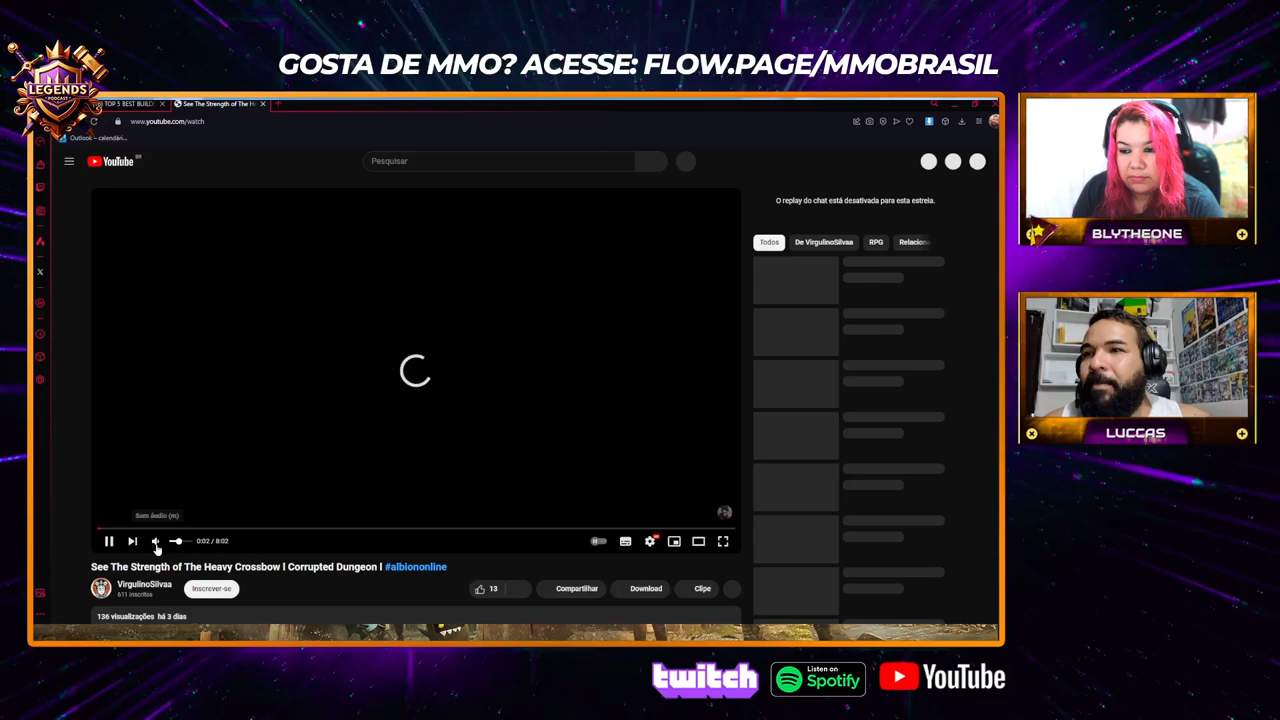 GOSTA DE MMO? ACESSE: FLOW.PAGE/MMOBRASIL
LEGENDS
PODCAST
TOP 5 BEST BUILD
See The Strength of The H
www.youtube.com/watch
Outlook – calendári...
YouTube BR
Pesquisar
O replay do chat está desativada para esta estreia.
Todos
De VirgulinoSilvaa
RPG
Relaciona
Sem áudio (m)
0:02 / 8:02
See The Strength of The Heavy Crossbow l Corrupted Dungeon l #albiononline
VirgulinoSilvaa
611 inscritos
Inscrever-se
13
Compartilhar
Download
Clipe
136 visualizações há 3 dias
BLYTHEONE
LUCCAS
twitch
Listen on
Spotify
YouTube